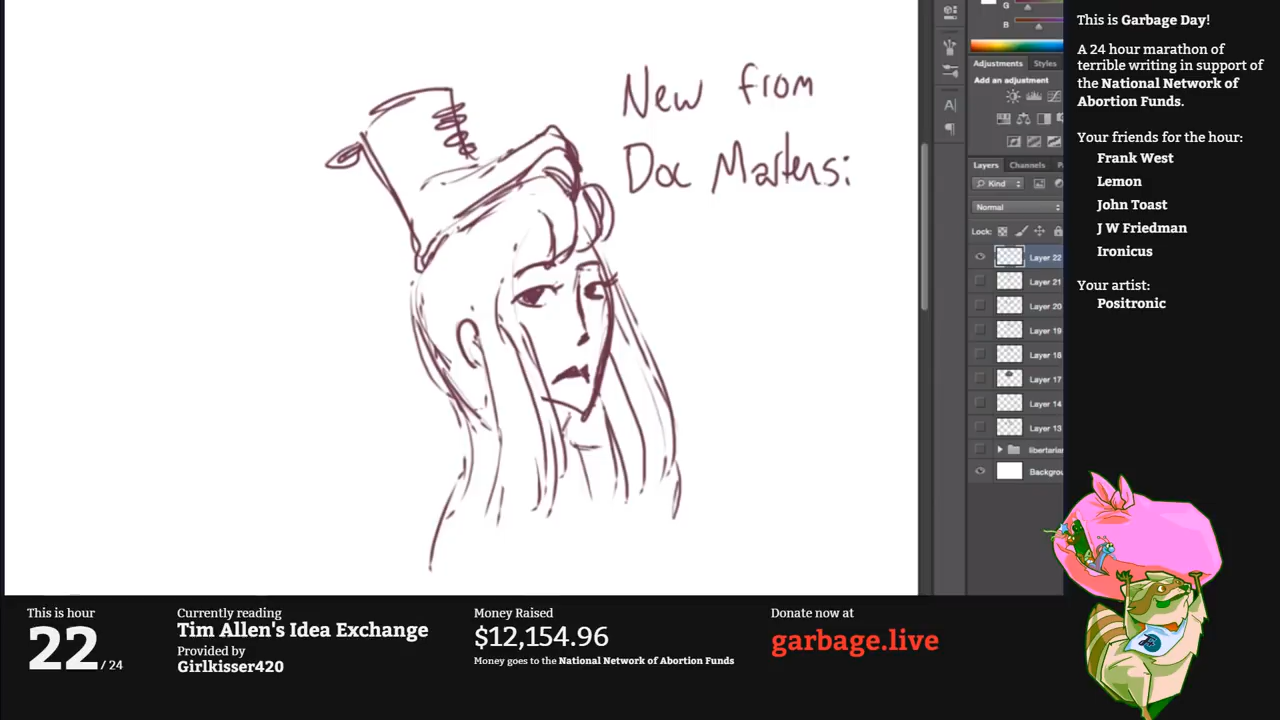 New from
Doc Martens:
G
B
Adjustments Styles
Add an adjustment
Layers Channels
Kind
Normal
Lock:
Layer 22
Layer 21
Layer 20
Layer 19
Layer 18
Layer 17
Layer 14
Layer 13
libertaria
Backgrou
This is Garbage Day!
A 24 hour marathon of
terrible writing in support of
the National Network of
Abortion Funds.
Your friends for the hour:
Frank West
Lemon
John Toast
J W Friedman
Ironicus
Your artist:
Positronic
This is hour
22 / 24
Currently reading
Tim Allen's Idea Exchange
Provided by
Girlkisser420
Money Raised
$12,154.96
Money goes to the National Network of Abortion Funds
Donate now at
garbage.live